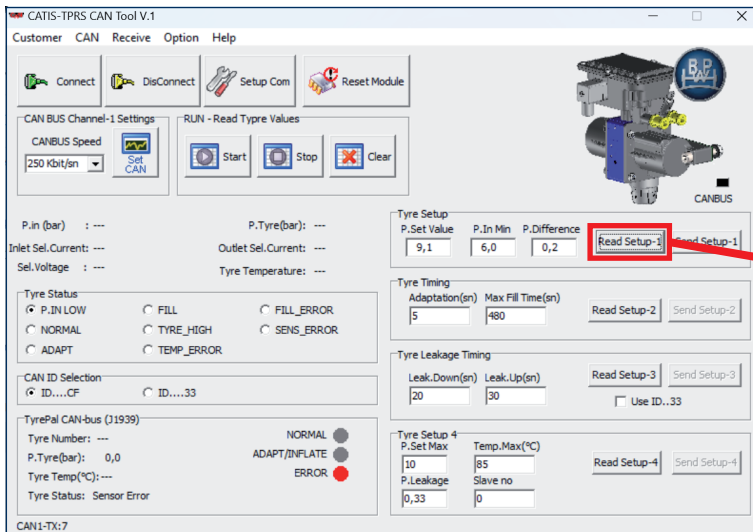 CATIS-TPRS CAN Tool V.1
Customer CAN Receive Option Help
Connect DisConnect Setup Com Reset Module
CAN BUS Channel-1 Settings
CANBUS Speed
250 Kbit/sn
Set CAN
RUN - Read Typre Values
Start Stop Clear
BPW
CANBUS
P.in (bar) : --- P.Tyre(bar): ---
Inlet Sel.Current: --- Outlet Sel.Current: ---
Sel.Voltage : --- Tyre Temperature: ---
Tyre Status
P.IN LOW FILL FILL_ERROR
NORMAL TYRE_HIGH SENS_ERROR
ADAPT TEMP_ERROR
CAN ID Selection
ID....CF ID....33
TyrePal CAN-bus (J1939)
Tyre Number: --- NORMAL
P.Tyre(bar): 0,0 ADAPT/INFLATE
Tyre Temp(°C): --- ERROR
Tyre Status: Sensor Error
Tyre Setup
P.Set Value P.In Min P.Difference
9,1 6,0 0,2 Read Setup-1 Send Setup-1
Tyre Timing
Adaptation(sn) Max Fill Time(sn)
5 480 Read Setup-2 Send Setup-2
Tyre Leakage Timing
Leak.Down(sn) Leak.Up(sn) Read Setup-3 Send Setup-3
20 30 Use ID..33
Tyre Setup 4
P.Set Max Temp.Max(°C)
10 85 Read Setup-4 Send Setup-4
P.Leakage Slave no
0,33 0
CAN1-TX:7